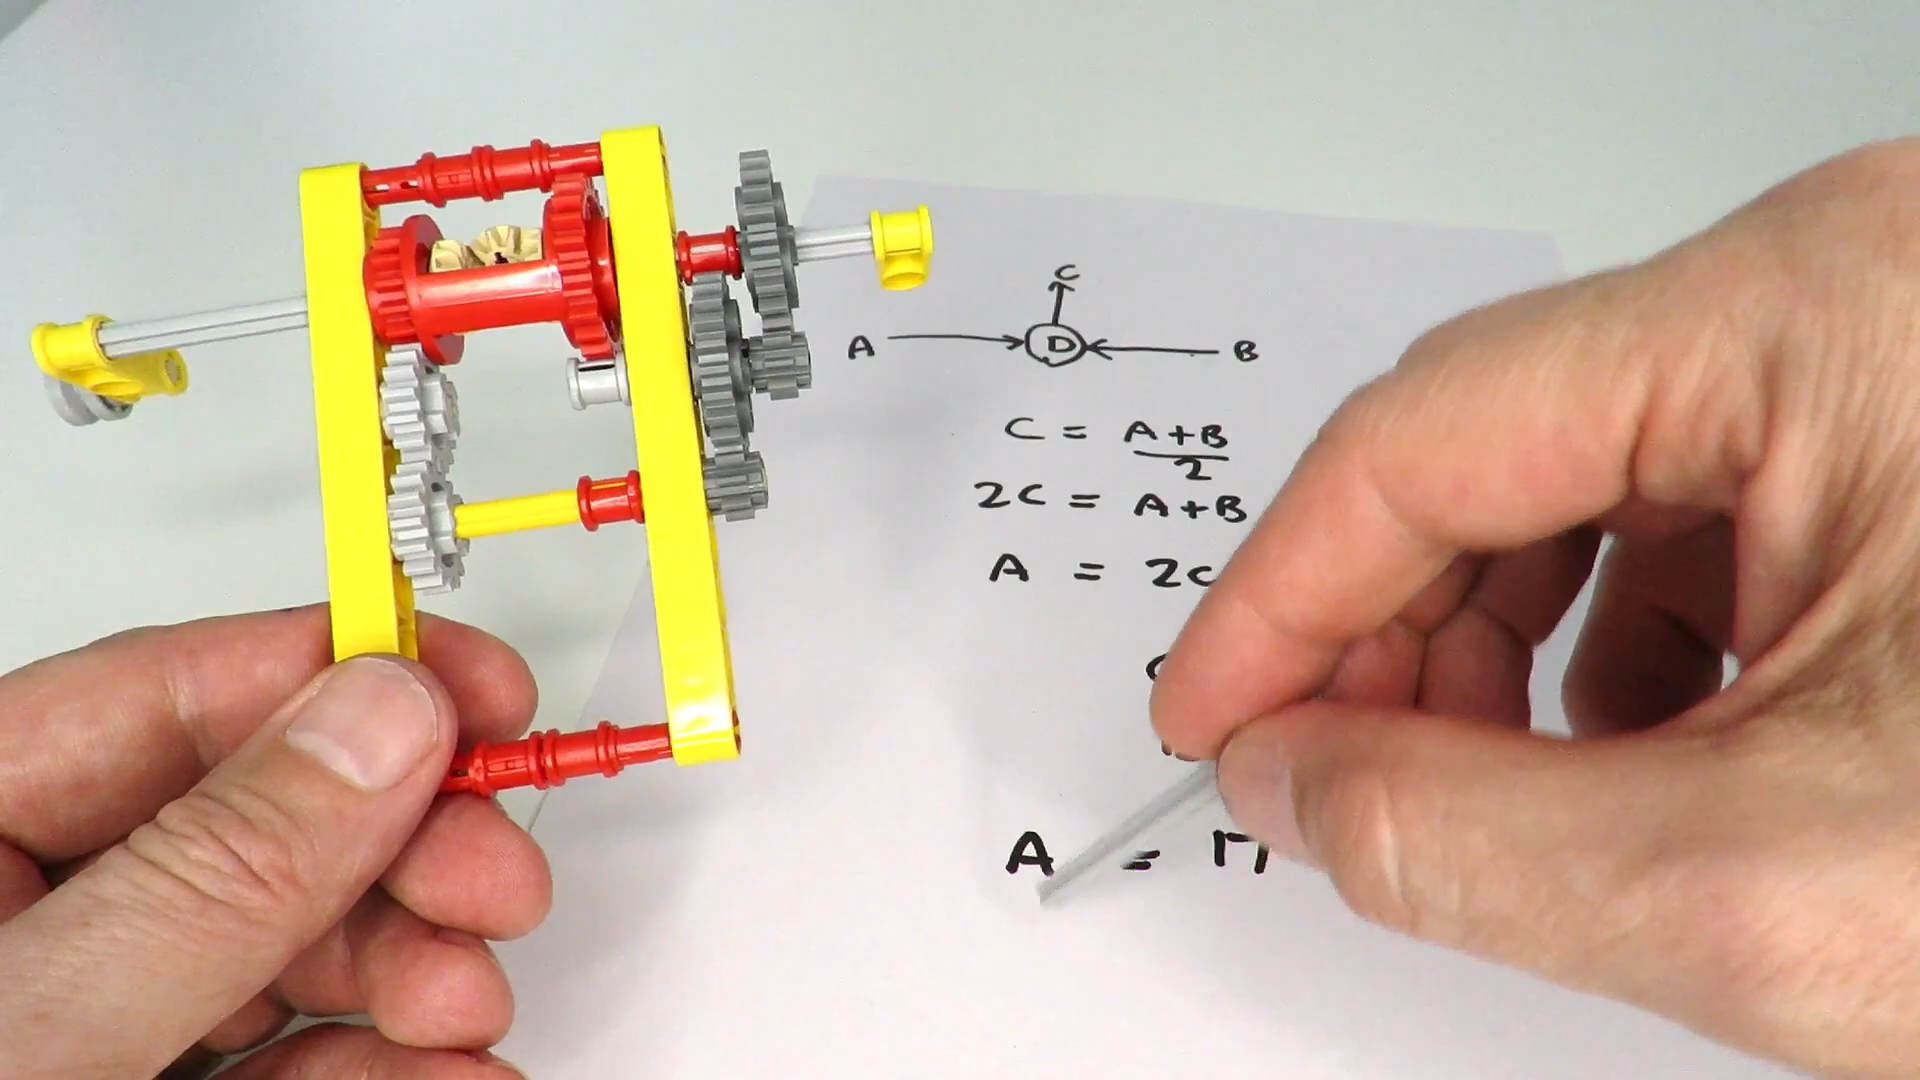 C
A D B
C = A+B
2
2C = A+B
A = 2C
A =